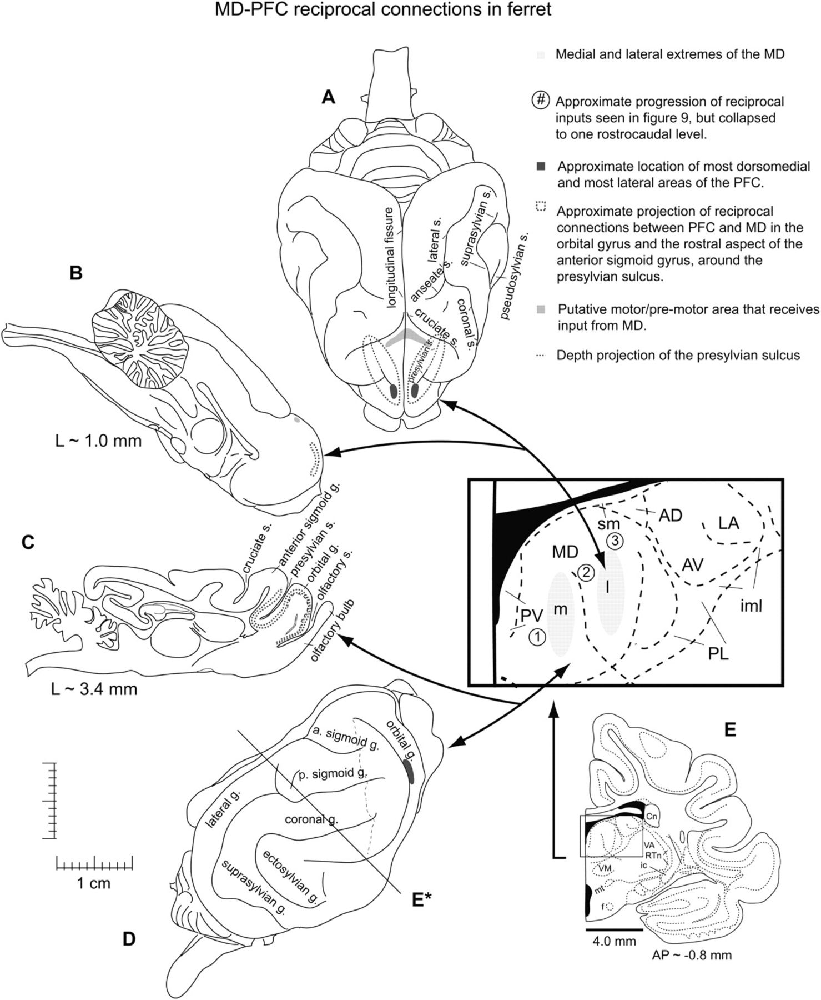 MD-PFC reciprocal connections in ferret
Medial and lateral extremes of the MD
#
Approximate progression of reciprocal
inputs seen in figure 9, but collapsed
to one rostrocaudal level.
Approximate location of most dorsomedial
and most lateral areas of the PFC.
Approximate projection of reciprocal
connections between PFC and MD in the
orbital gyrus and the rostral aspect of the
anterior sigmoid gyrus, around the
presylvian sulcus.
Putative motor/pre-motor area that receives
input from MD.
Depth projection of the presylvian sulcus
A
longitudinal fissure
lateral s.
suprasylvian s.
pseudosylvian s.
anseate s.
coronal s.
cruciate s.
presylvian s.
B
L ~ 1.0 mm
C
cruciate s.
anterior sigmoid g.
presylvian s.
orbital g.
olfactory s.
olfactory bulb
L ~ 3.4 mm
sm
AD
LA
3
MD
2
AV
l
m
iml
PV
1
PL
D
a. sigmoid g.
orbital g.
p. sigmoid g.
lateral g.
coronal g.
ectosylvian g.
suprasylvian g.
E*
1 cm
E
Cn
VA
RTn
ic
VM
mt
f
4.0 mm
AP ~ -0.8 mm